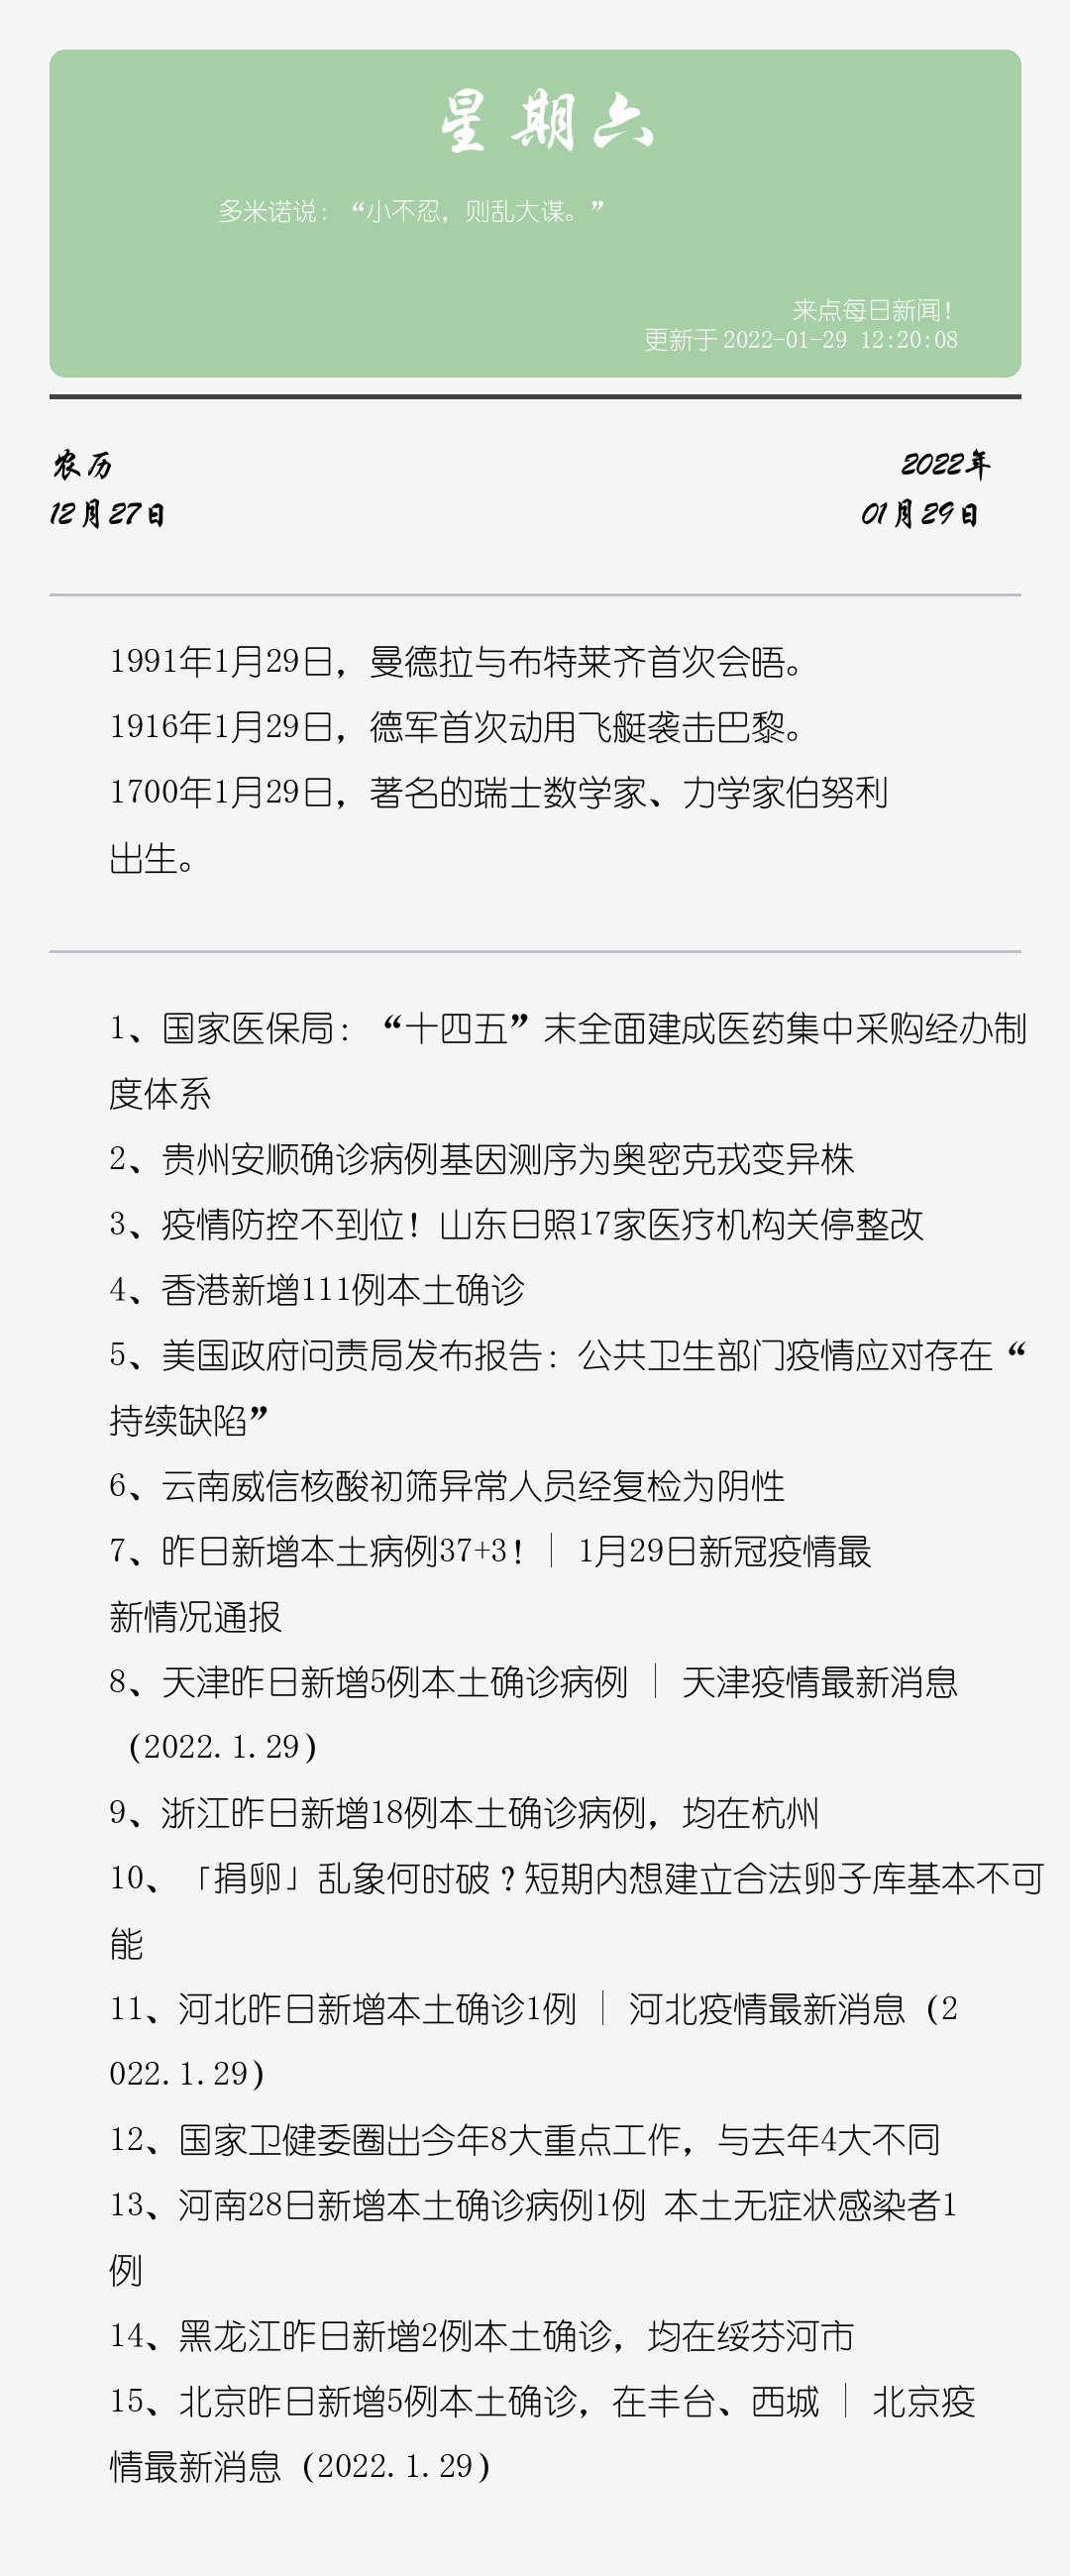 星期六
多米诺说：“小不忍，则乱大谋。”
来点每日新闻！
更新于 2022-01-29 12:20:08
农历
12月27日
2022年
01月29日
1991年1月29日，曼德拉与布特莱齐首次会晤。
1916年1月29日，德军首次动用飞艇袭击巴黎。
1700年1月29日，著名的瑞士数学家、力学家伯努利
出生。
1、国家医保局：“十四五”末全面建成医药集中采购经办制
度体系
2、贵州安顺确诊病例基因测序为奥密克戎变异株
3、疫情防控不到位！山东日照17家医疗机构关停整改
4、香港新增111例本土确诊
5、美国政府问责局发布报告：公共卫生部门疫情应对存在“
持续缺陷”
6、云南威信核酸初筛异常人员经复检为阴性
7、昨日新增本土病例37+3！｜ 1月29日新冠疫情最
新情况通报
8、天津昨日新增5例本土确诊病例 ｜ 天津疫情最新消息
（2022.1.29）
9、浙江昨日新增18例本土确诊病例，均在杭州
10、「捐卵」乱象何时破？短期内想建立合法卵子库基本不可
能
11、河北昨日新增本土确诊1例 ｜ 河北疫情最新消息（2
022.1.29）
12、国家卫健委圈出今年8大重点工作，与去年4大不同
13、河南28日新增本土确诊病例1例 本土无症状感染者1
例
14、黑龙江昨日新增2例本土确诊，均在绥芬河市
15、北京昨日新增5例本土确诊，在丰台、西城 ｜ 北京疫
情最新消息（2022.1.29）